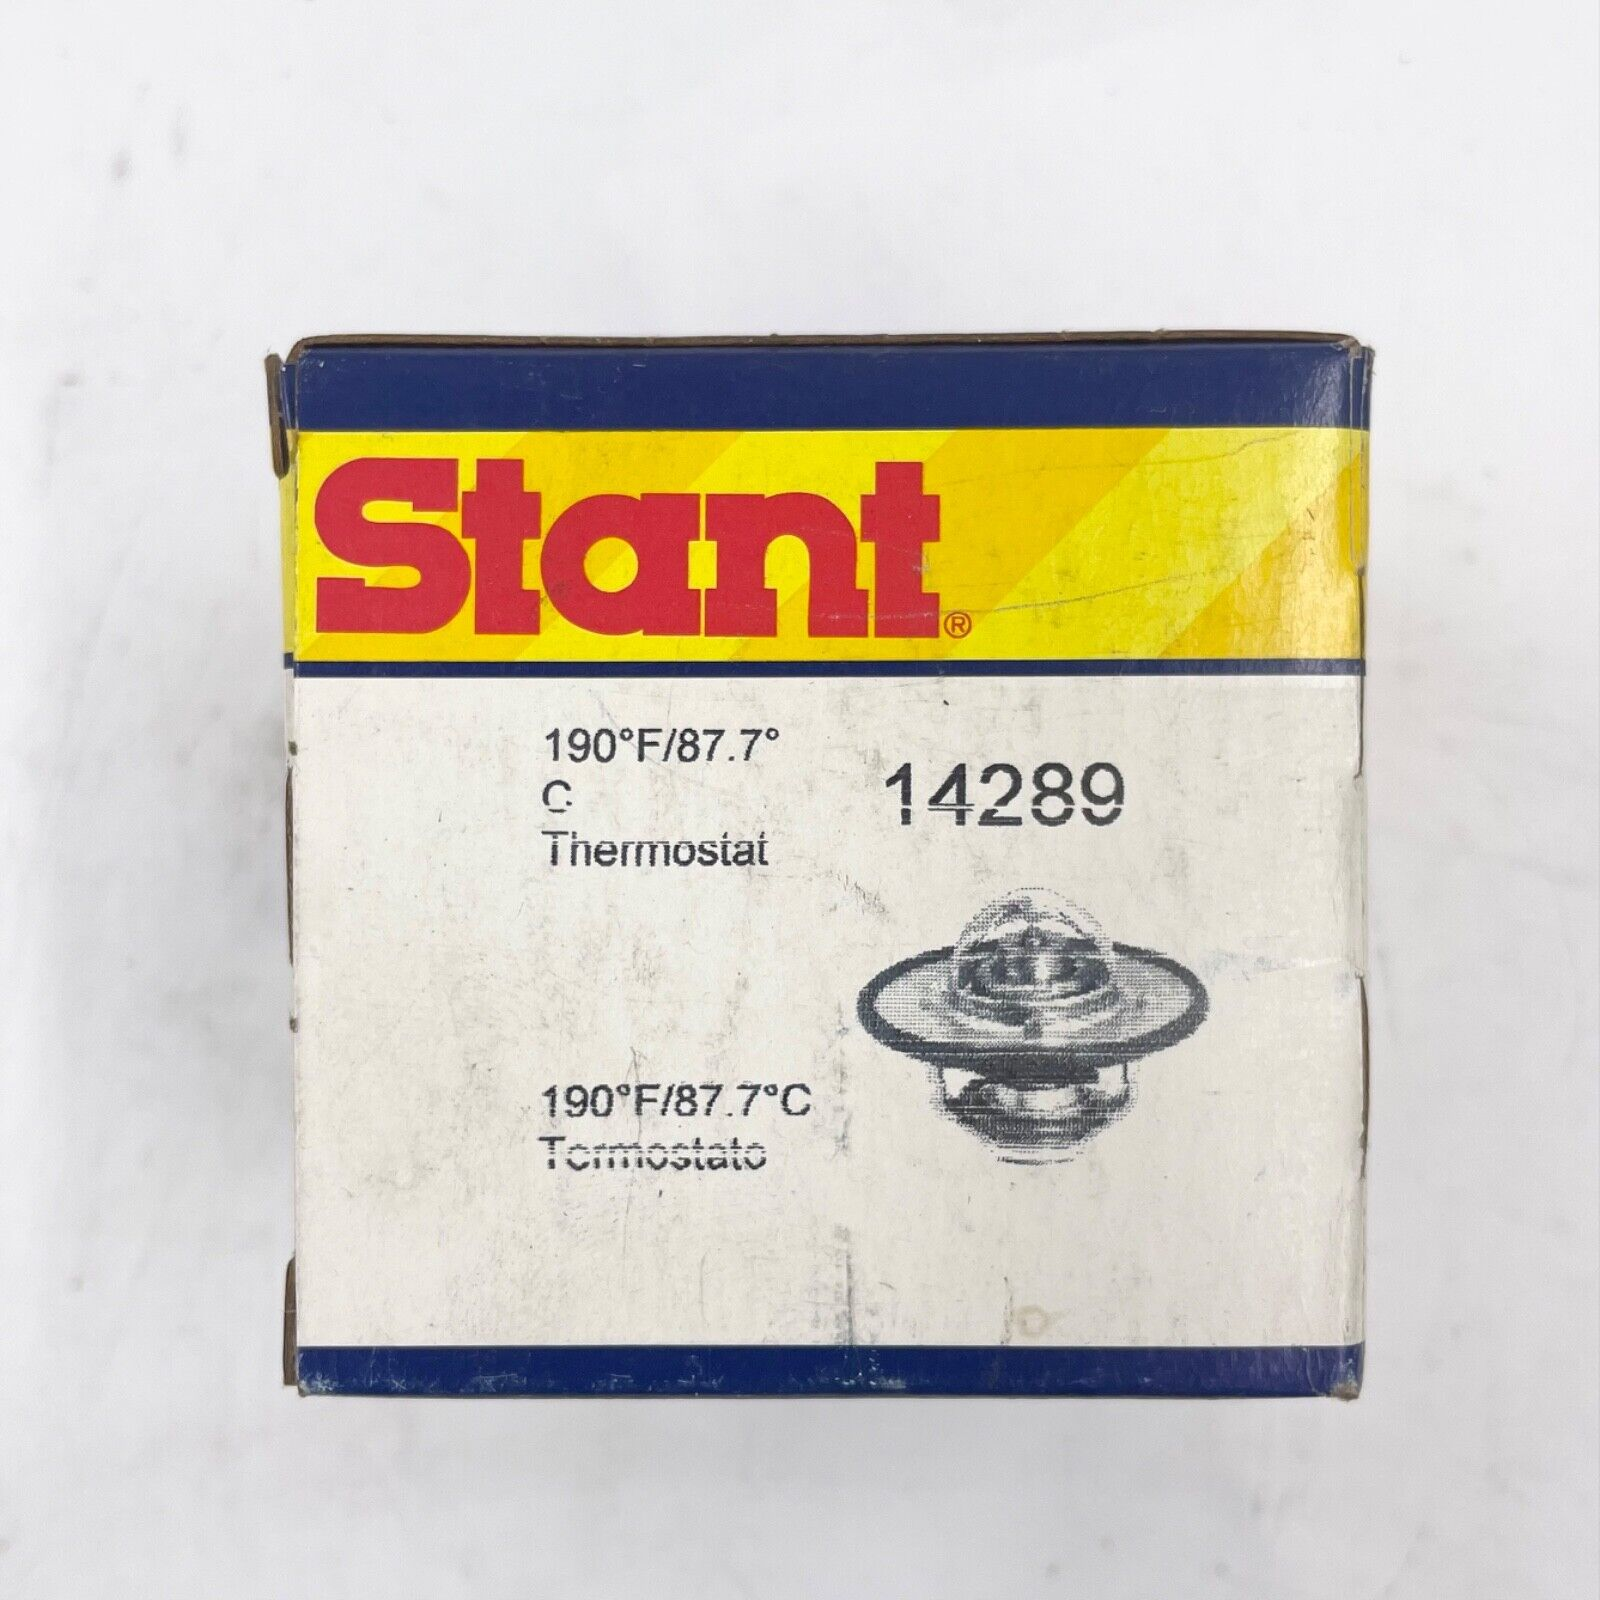 Stant®
190°F/87.7°
C
Thermostat
14289
190°F/87.7°C
Termostato